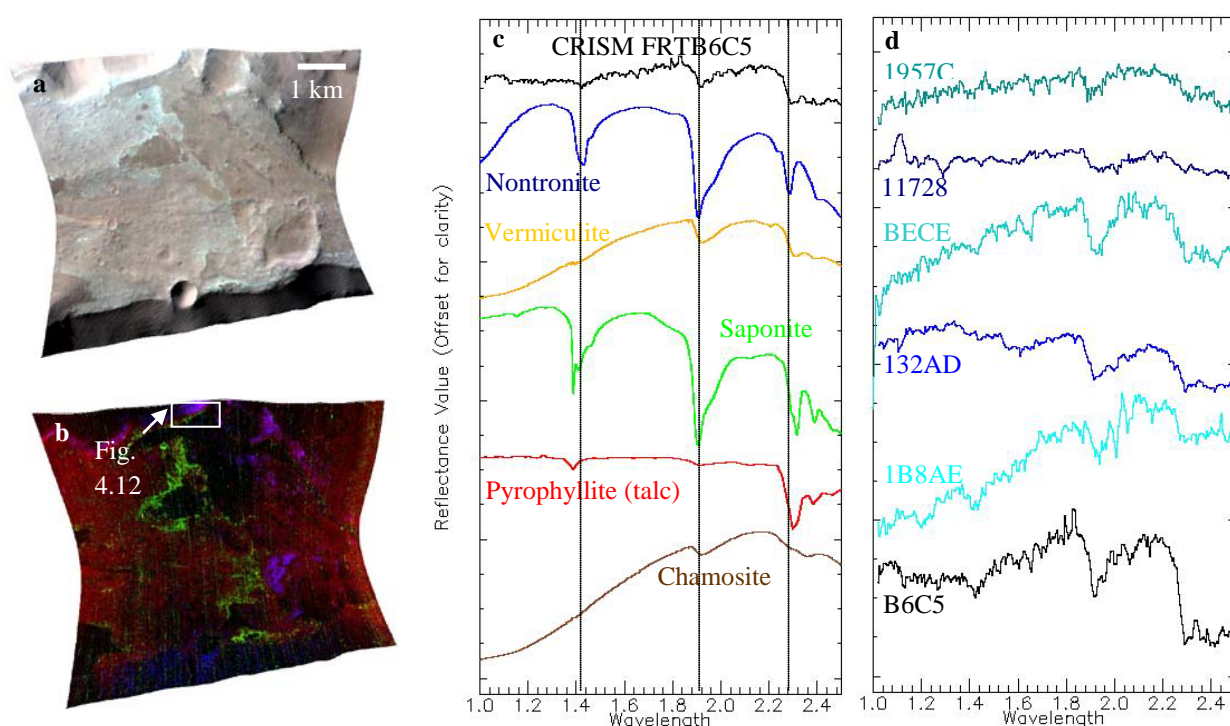 a
1 km
b
Fig.
4.12
c
CRISM FRTB6C5
Nontronite
Vermiculite
Saponite
Pyrophyllite (talc)
Chamosite
Reflectance Value (Offset for clarity)
1.0 1.4 1.6 1.8 2.0 2.2 2.4
Wavelength
d
1957C
11728
BECE
132AD
1B8AE
B6C5
1.0 1.2 1.4 1.6 1.8 2.0 2.2 2.4
Wavelength